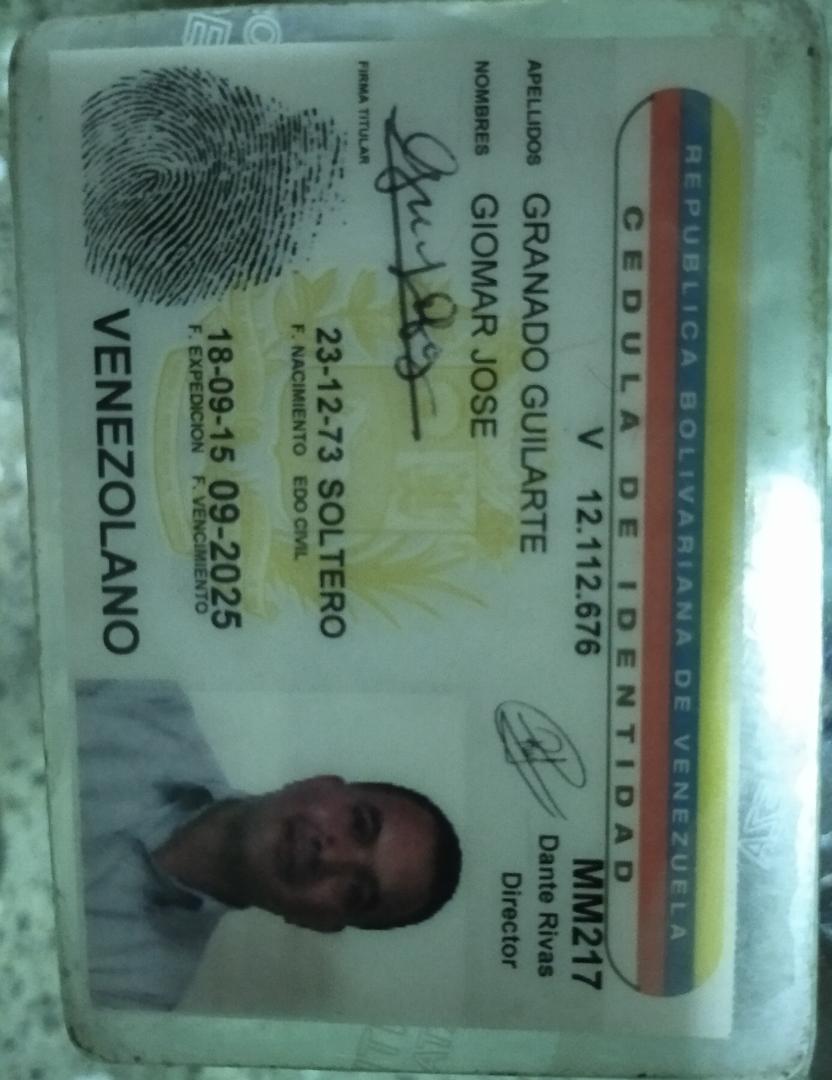 REPUBLICA BOLIVARIANA DE VENEZUELA
CEDULA DE IDENTIDAD
V 12.112.676
MM217
Dante Rivas
Director
APELLIDOS GRANADO GUILARTE
NOMBRES GIOMAR JOSE
FIRMA TITULAR
23-12-73 SOLTERO
F. NACIMIENTO EDO CIVIL
18-09-15 09-2025
F. EXPEDICION F. VENCIMIENTO
VENEZOLANO